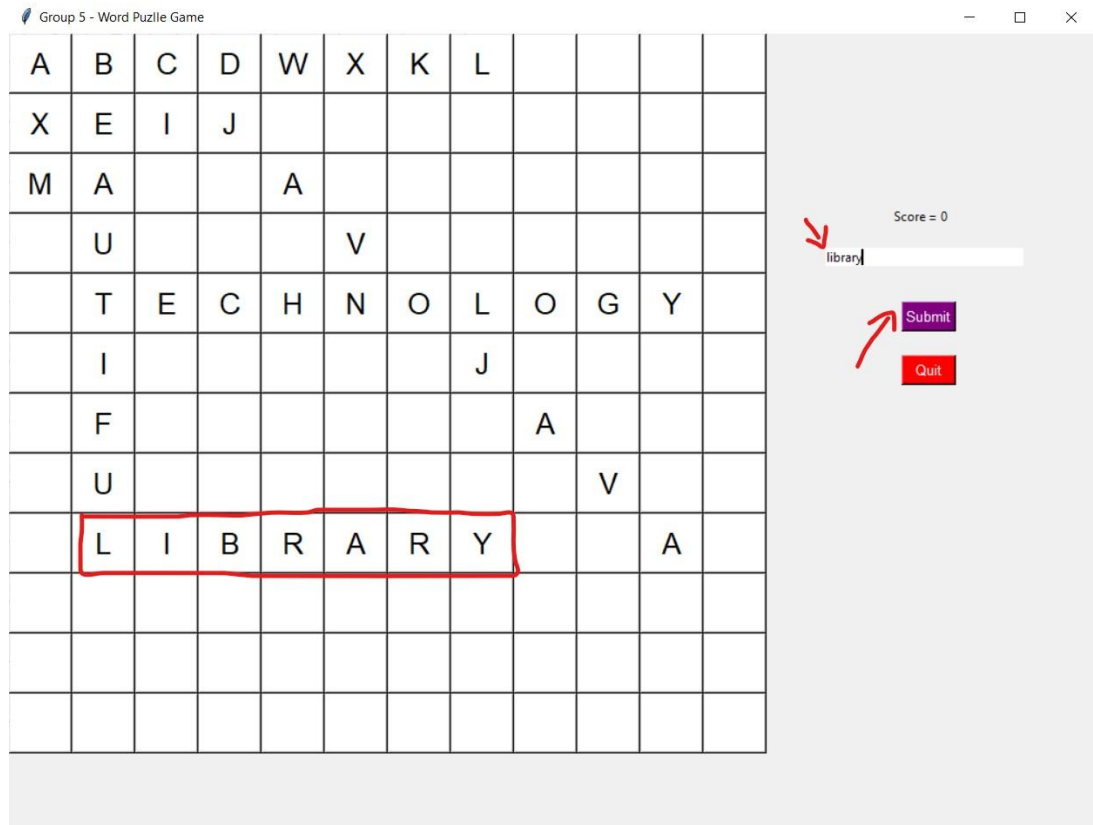 Group 5 - Word Puzlle Game
A B C D W X K L
X E I J
M A A
U V
Score = 0
library
T E C H N O L O G Y
Submit
I J
Quit
F A
U V
L I B R A R Y A